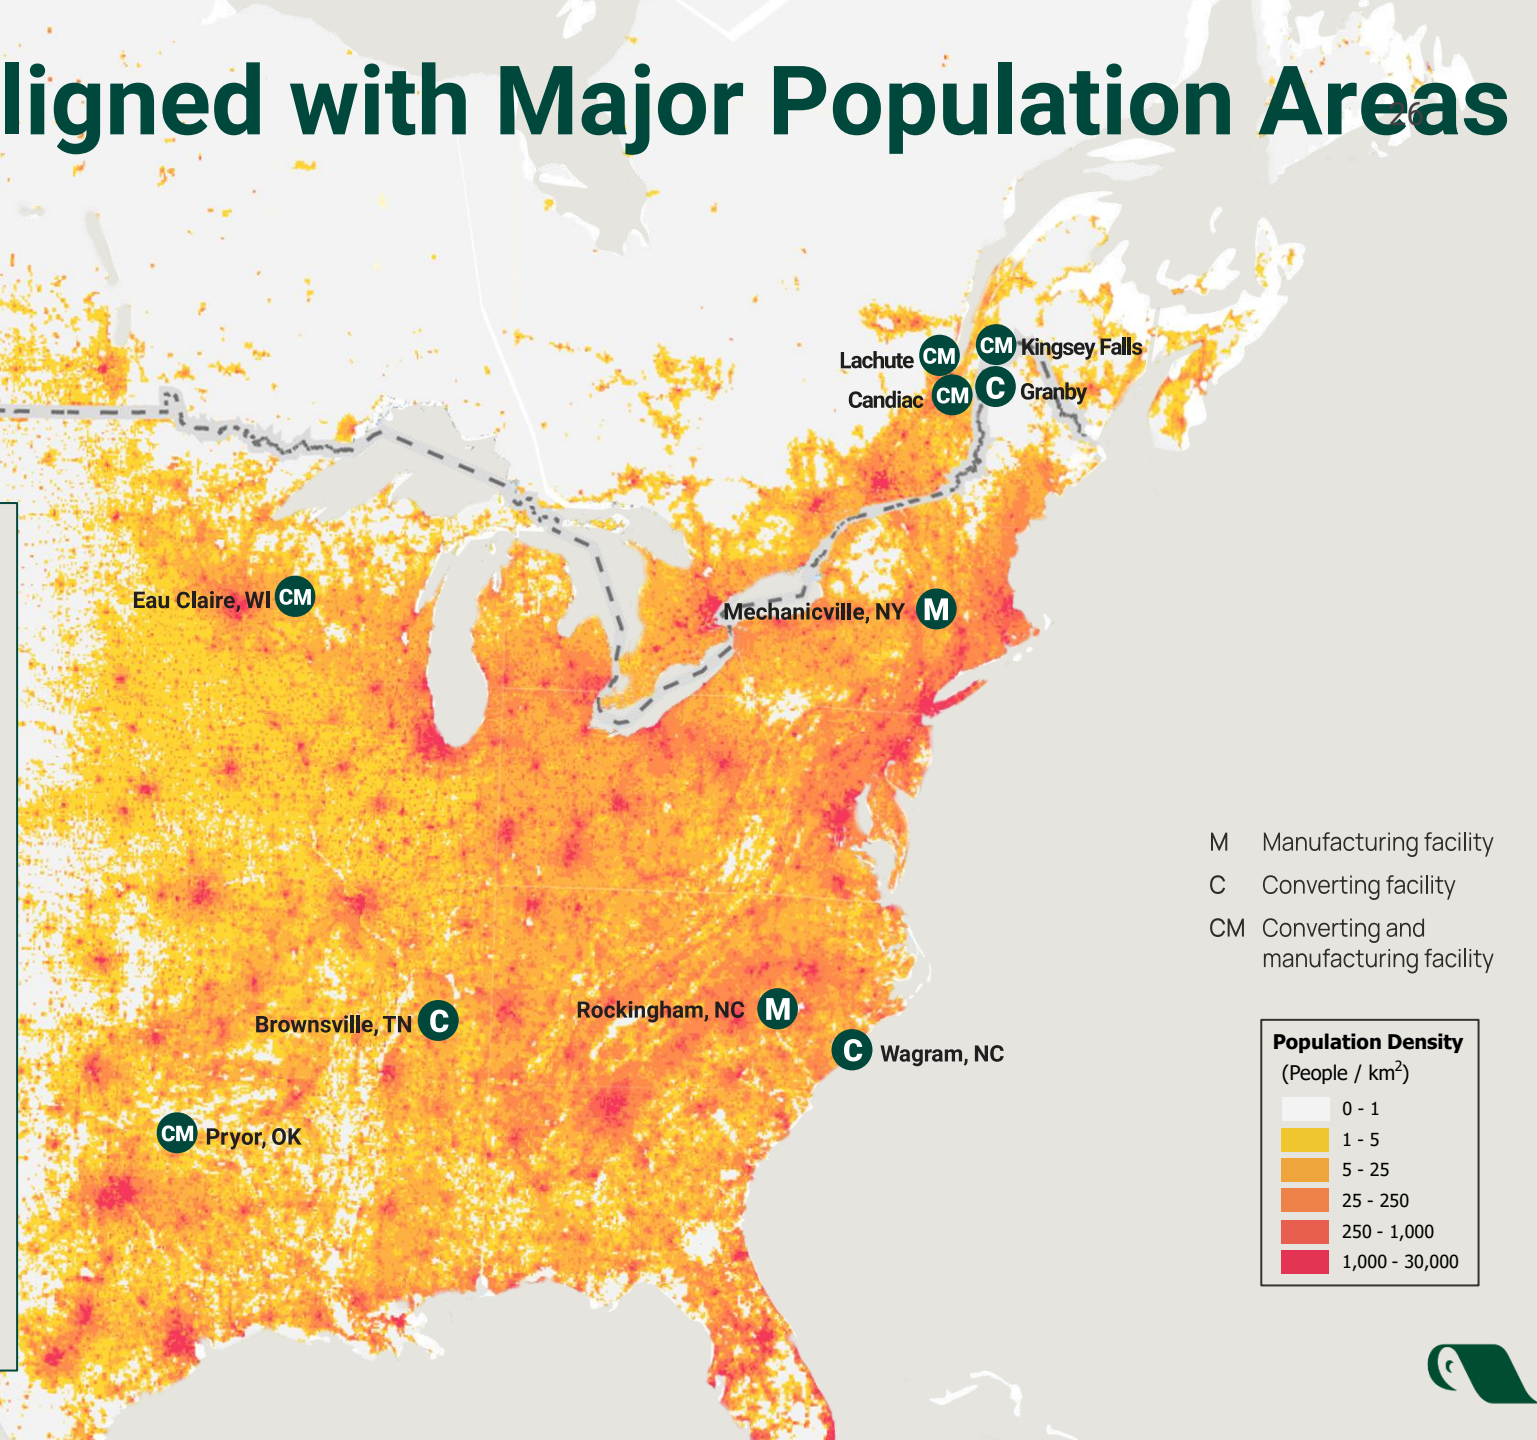 ligned with Major Population Areas
26
Lachute CM
CM Kingsey Falls
Candiac CM
C Granby
Eau Claire, WI CM
Mechanicville, NY M
M Manufacturing facility
C Converting facility
CM Converting and
manufacturing facility
Brownsville, TN C
Rockingham, NC M
C Wagram, NC
CM Pryor, OK
Population Density
(People / km²)
0 - 1
1 - 5
5 - 25
25 - 250
250 - 1,000
1,000 - 30,000